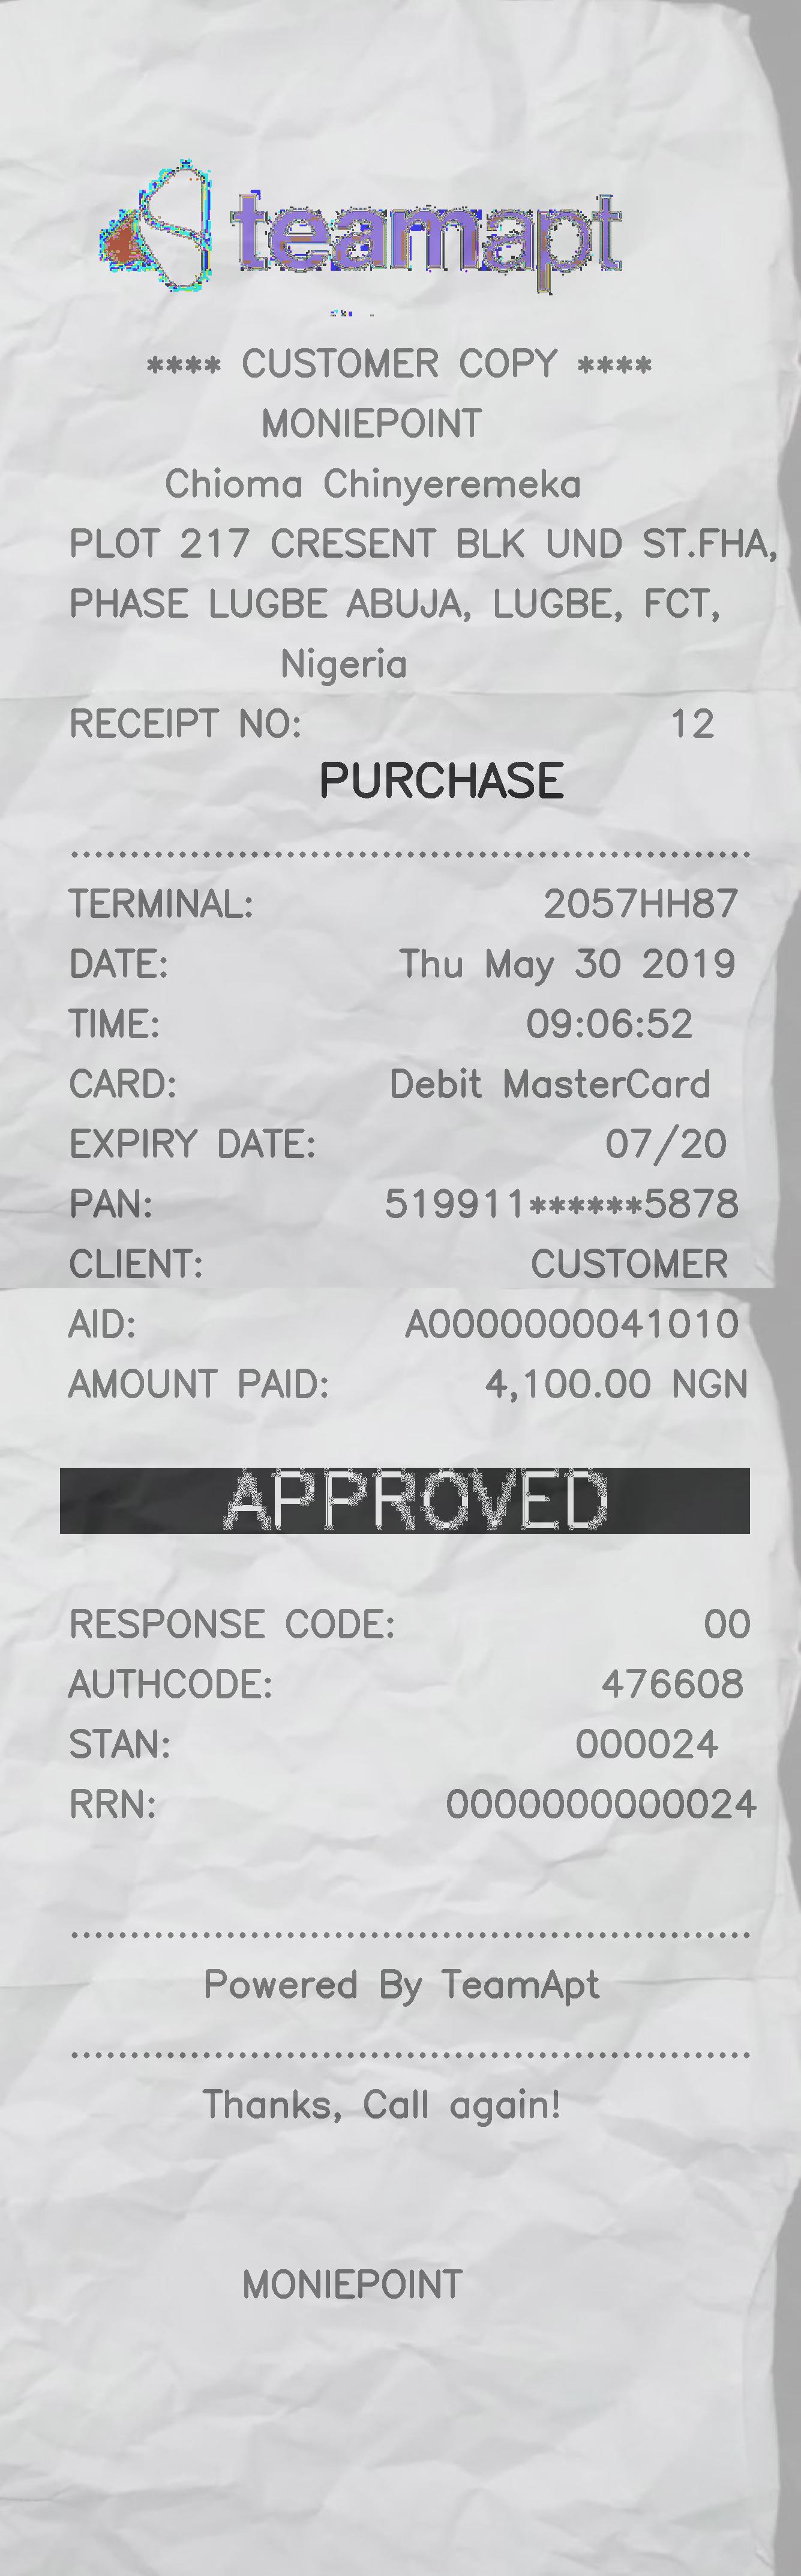 teamapt
**** CUSTOMER COPY ****
MONIEPOINT
Chioma Chinyeremeka
PLOT 217 CRESENT BLK UND ST.FHA,
PHASE LUGBE ABUJA, LUGBE, FCT,
Nigeria
RECEIPT NO: 12
PURCHASE
TERMINAL: 2057HH87
DATE: Thu May 30 2019
TIME: 09:06:52
CARD: Debit MasterCard
EXPIRY DATE: 07/20
PAN: 519911******5878
CLIENT: CUSTOMER
AID: A0000000041010
AMOUNT PAID: 4,100.00 NGN
APPROVED
RESPONSE CODE: 00
AUTHCODE: 476608
STAN: 000024
RRN: 000000000024
Powered By TeamApt
Thanks, Call again!
MONIEPOINT